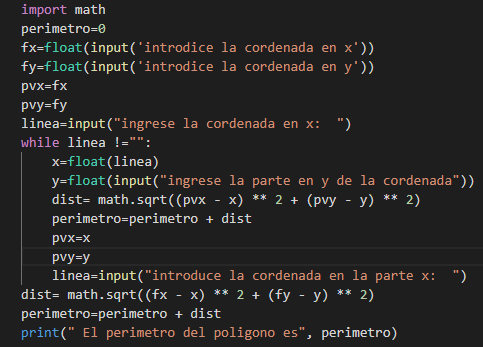 import math
perimetro=0
fx=float(input('introdice la cordenada en x'))
fy=float(input('introdice la cordenada en y'))
pvx=fx
pvy=fy
linea=input("ingrese la cordenada en x:  ")
while linea !="":
    x=float(linea)
    y=float(input("ingrese la parte en y de la cordenada"))
    dist= math.sqrt((pvx - x) ** 2 + (pvy - y) ** 2)
    perimetro=perimetro + dist
    pvx=x
    pvy=y
    linea=input("introduce la cordenada en la parte x:  ")
dist= math.sqrt((fx - x) ** 2 + (fy - y) ** 2)
perimetro=perimetro + dist
print(" El perimetro del poligono es", perimetro)